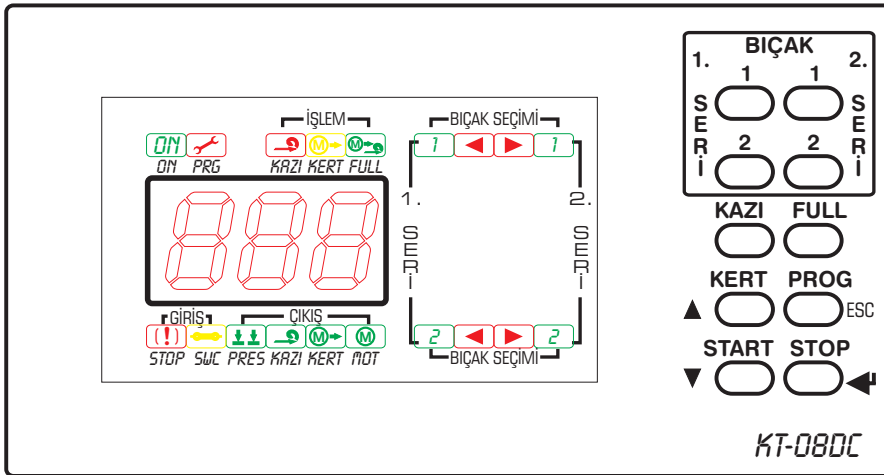 İŞLEM
ON
ON PRG
M M
KAZI KERT FULL
888
GİRİŞ ÇIKIŞ
(!) M M
STOP SWC PRES KAZI KERT MOT
BIÇAK SEÇİMİ
1 1
1. SERİ
2. SERİ
2 2
BIÇAK SEÇİMİ
BIÇAK
1. 2.
1 1
SERİ SERİ
2 2
KAZI FULL
KERT PROG
ESC
START STOP
KT-08DC